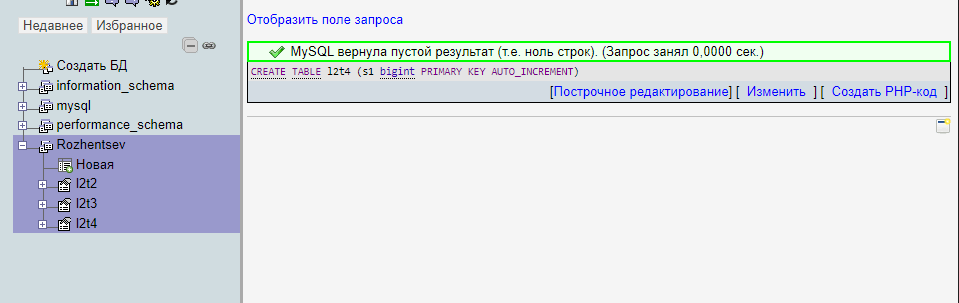 Недавнее Избранное
Создать БД
information_schema
mysql
performance_schema
Rozhentsev
Новая
l2t2
l2t3
l2t4
Отобразить поле запроса
MySQL вернула пустой результат (т.е. ноль строк). (Запрос занял 0,0000 сек.)
CREATE TABLE l2t4 (s1 bigint PRIMARY KEY AUTO_INCREMENT)
[Построчное редактирование] [ Изменить ] [ Создать PHP-код ]